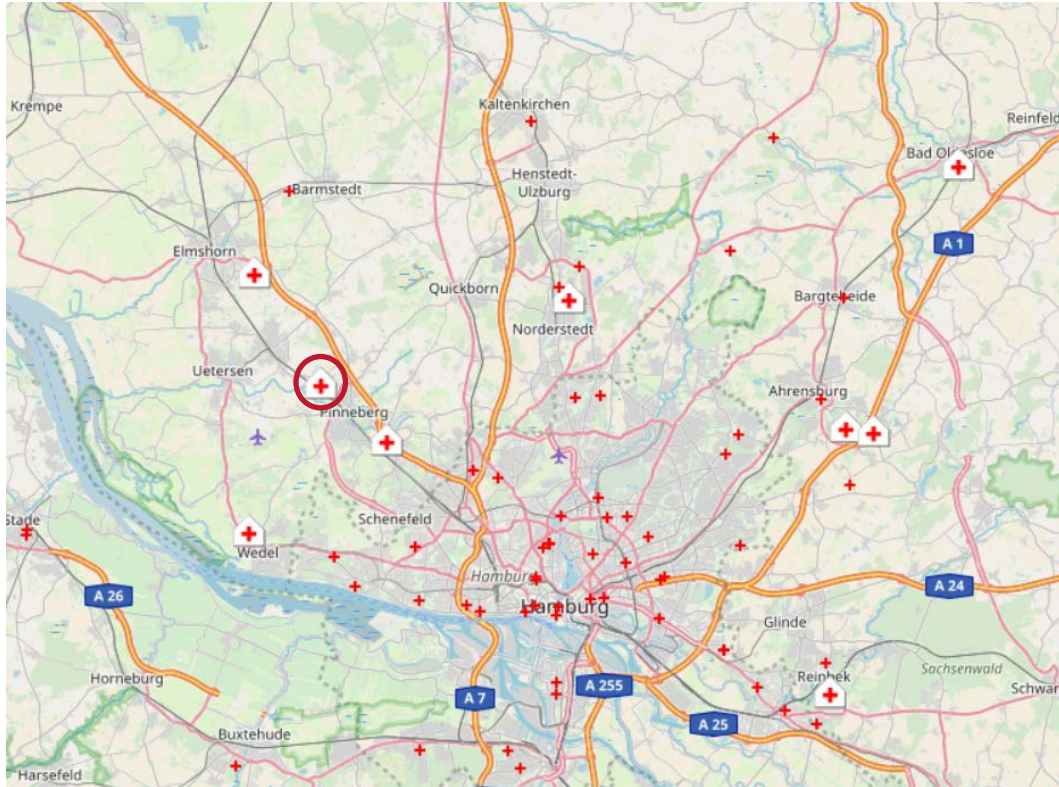 Krempe
Kaltenkirchen
Reinfeld
Bad Oldesloe
Henstedt-
Ulzburg
Barmstedt
Elmshorn
A 1
Quickborn
Bargteheide
Norderstedt
Uetersen
Ahrensburg
Pinneberg
Schenefeld
Stade
Wedel
Hamburg
A 24
A 26
Hamburg
Glinde
Sachsenwald
Horneburg
Reinbek
A 255
Schwar
A 7
A 25
Buxtehude
Harsefeld